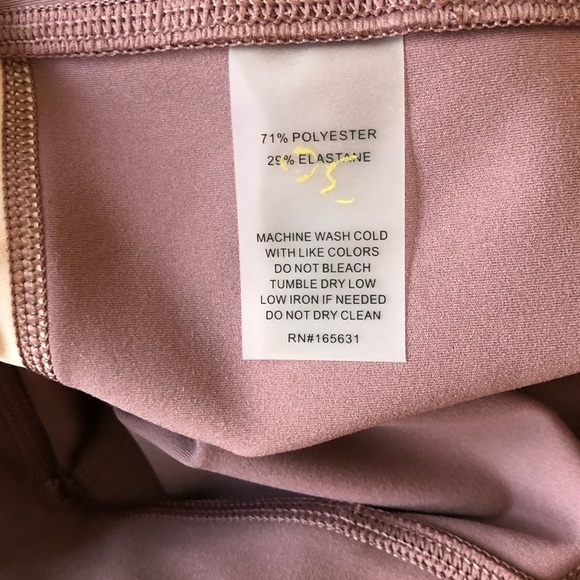 71% POLYESTER
29% ELASTANE
MACHINE WASH COLD
WITH LIKE COLORS
DO NOT BLEACH
TUMBLE DRY LOW
LOW IRON IF NEEDED
DO NOT DRY CLEAN
RN#165631